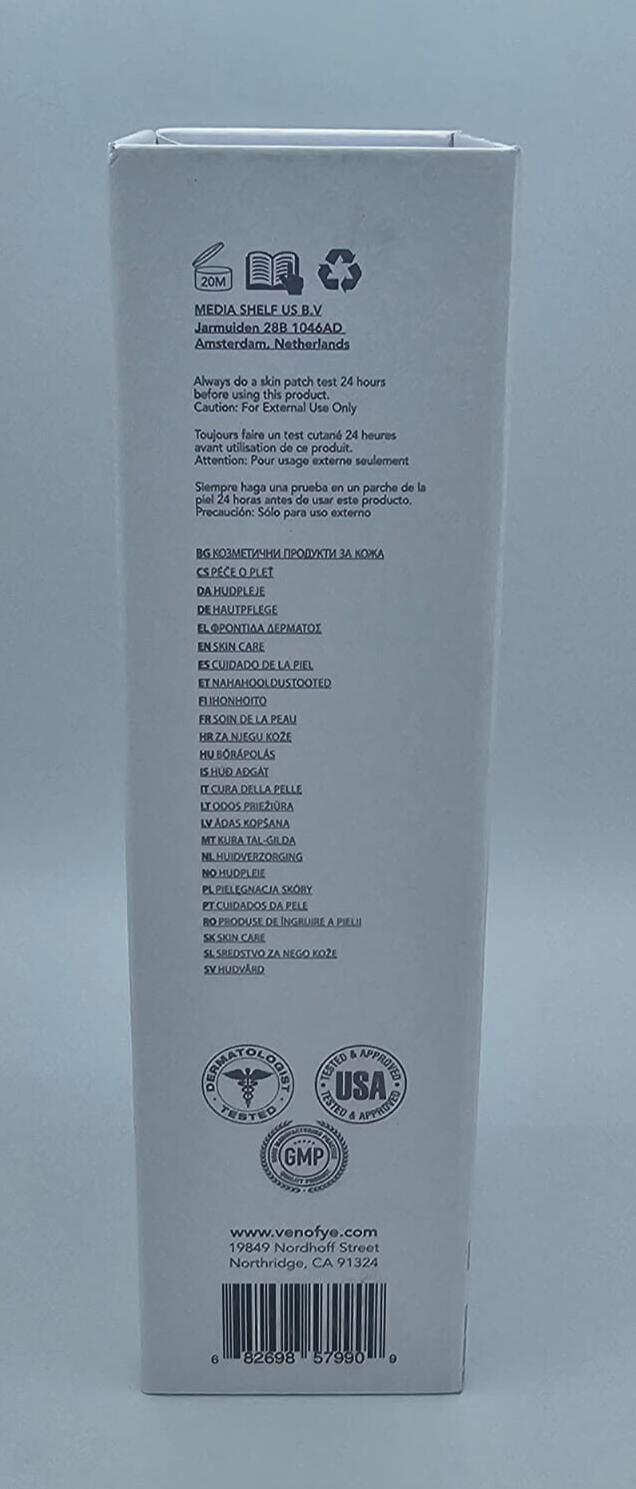 20M
MEDIA SHELF US B.V
Jarmuiden 28B 1046AD
Amsterdam, Netherlands
Always do a skin patch test 24 hours
before using this product.
Caution: For External Use Only
Toujours faire un test cutané 24 heures
avant utilisation de ce produit.
Attention: Pour usage externe seulement
Siempre haga una prueba en un parche de la
piel 24 horas antes de usar este producto.
Precaución: Sólo para uso externo
BG КОЗМЕТИЧНИ ПРОДУКТИ ЗА КОЖА
CS PÉČE O PLEŤ
DA HUDPLEJE
DE HAUTPFLEGE
EL ΦΡΟΝΤΙΔΑ ΔΕΡΜΑΤΟΣ
EN SKIN CARE
ES CUIDADO DE LA PIEL
ET NAHAHOOLDUSTOOTED
FI IHONHOITO
FR SOIN DE LA PEAU
HR ZA NJEGU KOŽE
HU BŐRÁPOLÁS
IS HÚÐ AÐGÁT
IT CURA DELLA PELLE
LT ODOS PRIEŽIŪRA
LV ĀDAS KOPŠANA
MT KURA TAL-ĠILDA
NL HUIDVERZORGING
NO HUDPLEIE
PL PIELĘGNACJA SKÓRY
PT CUIDADOS DA PELE
RO PRODUSE DE ÎNGRIJIRE A PIELII
SK SKIN CARE
SL SREDSTVO ZA NEGO KOŽE
SV HUDVÅRD
DERMATOLOGIST
TESTED
TESTED & APPROVED
USA
TESTED & APPROVED
GOOD MANUFACTURING PRACTICE
GMP
QUALITY PRODUCT
www.venofye.com
19849 Nordhoff Street
Northridge, CA 91324
6 82698 57990 9